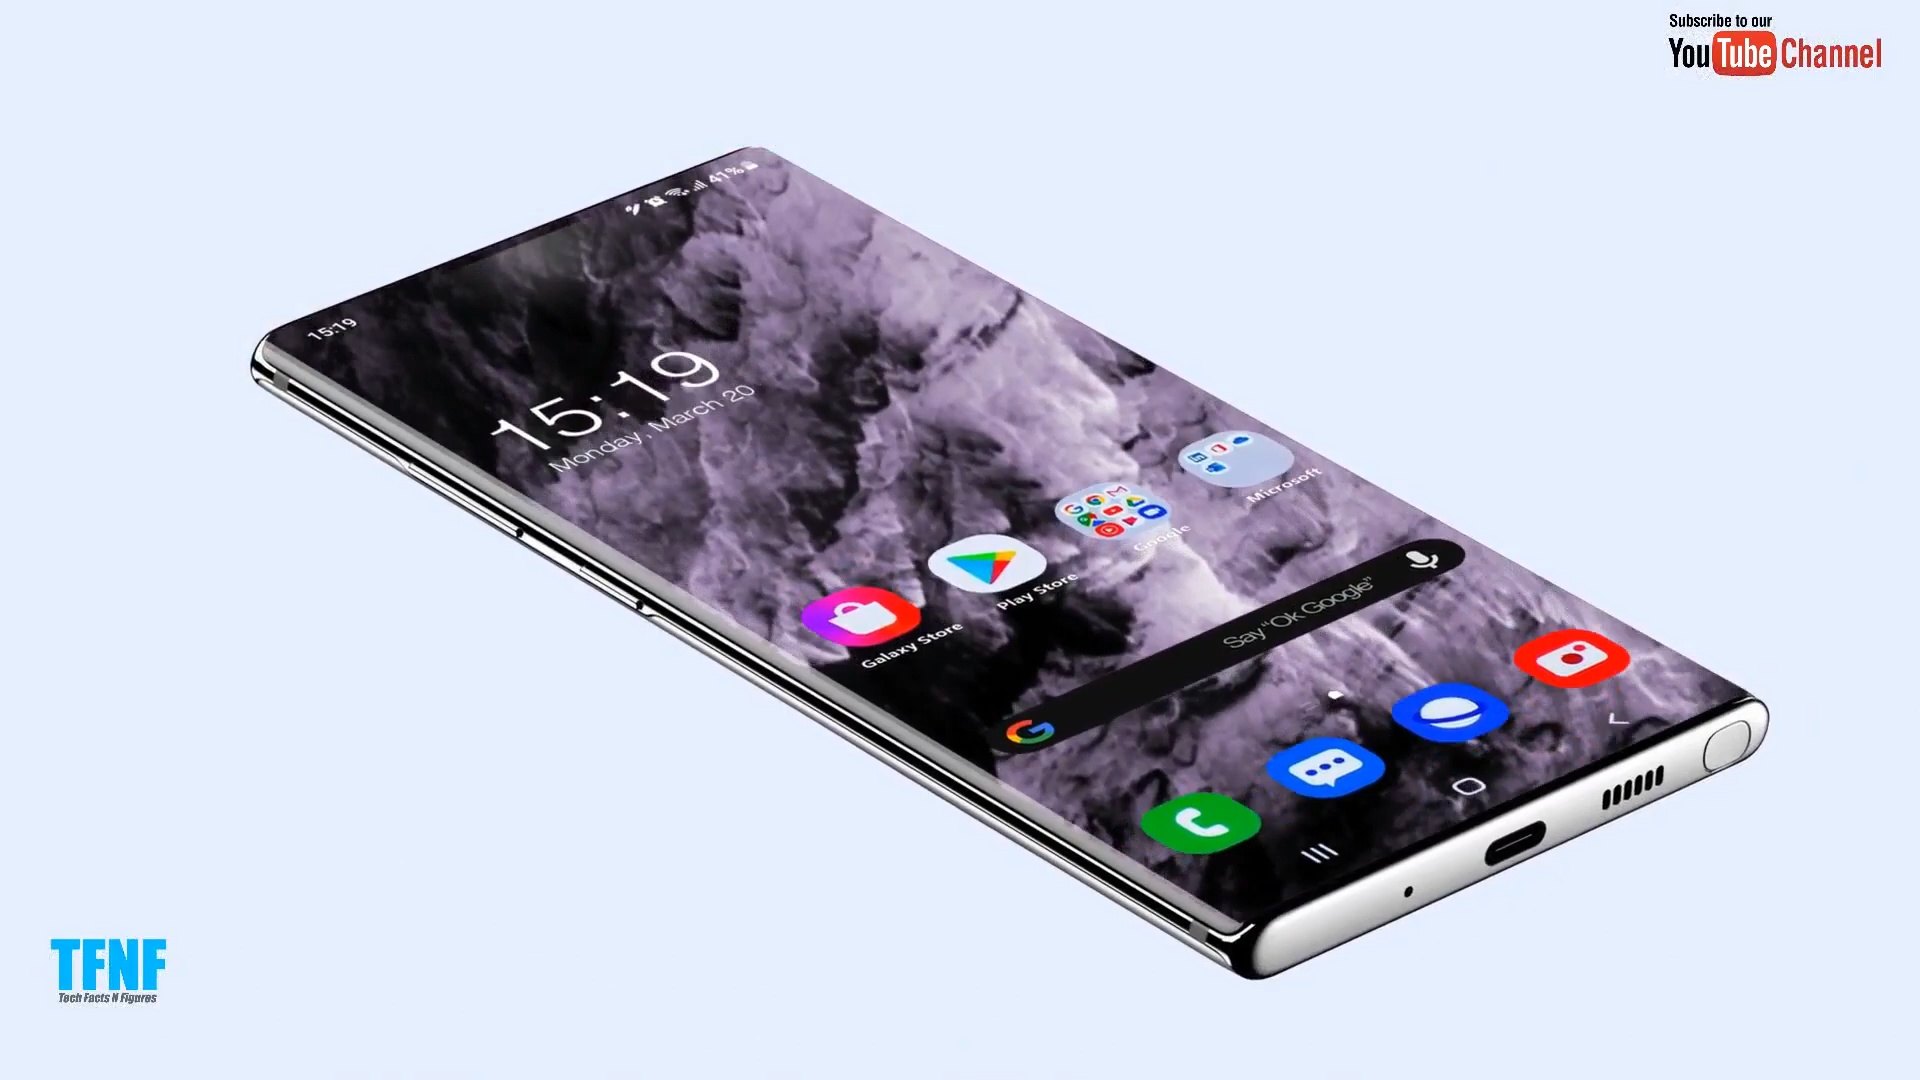 Subscribe to our
YouTube Channel
41%
15:19
15:19
Monday, March 20
Microsoft
Google
Play Store
Galaxy Store
Say "Ok Google"
TFNF
Tech Facts N Figures